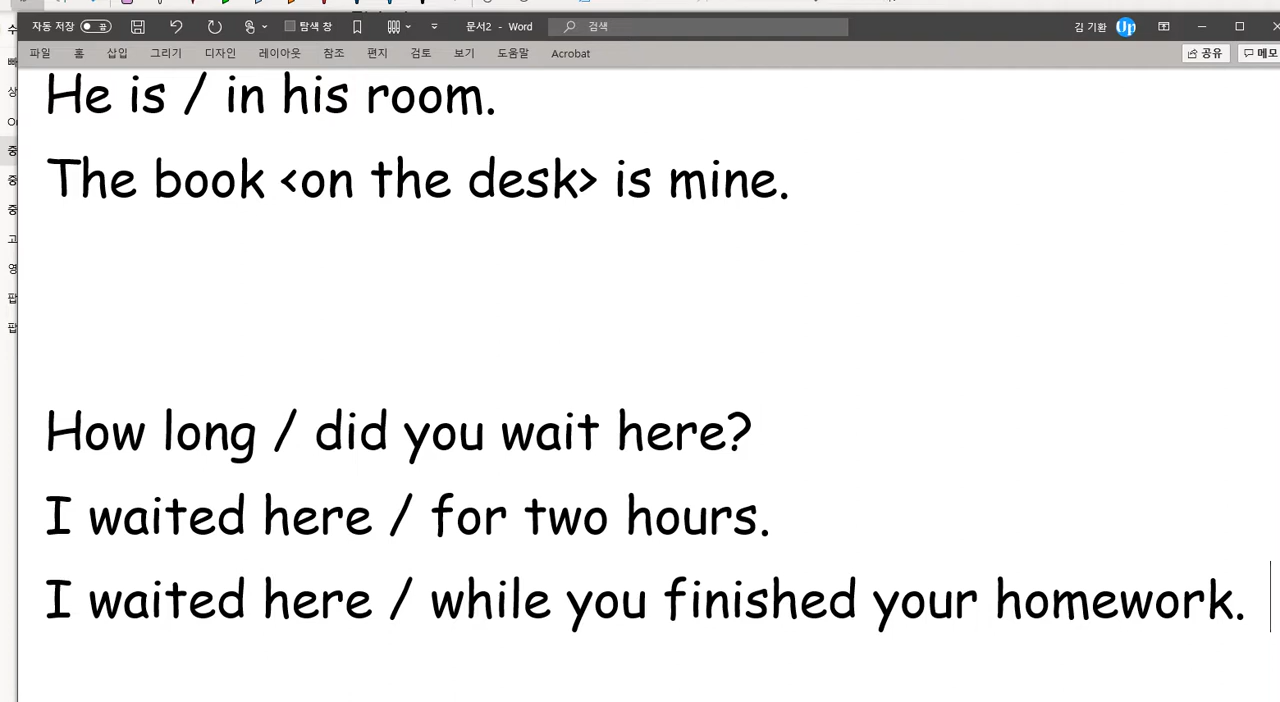 자동 저장 끔 탐색 창 문서2 - Word 검색 김 기환 Up
파일 홈 삽입 그리기 디자인 레이아웃 참조 편지 검토 보기 도움말 Acrobat 공유 메모
He is / in his room.
The book <on the desk> is mine.
How long / did you wait here?
I waited here / for two hours.
I waited here / while you finished your homework.